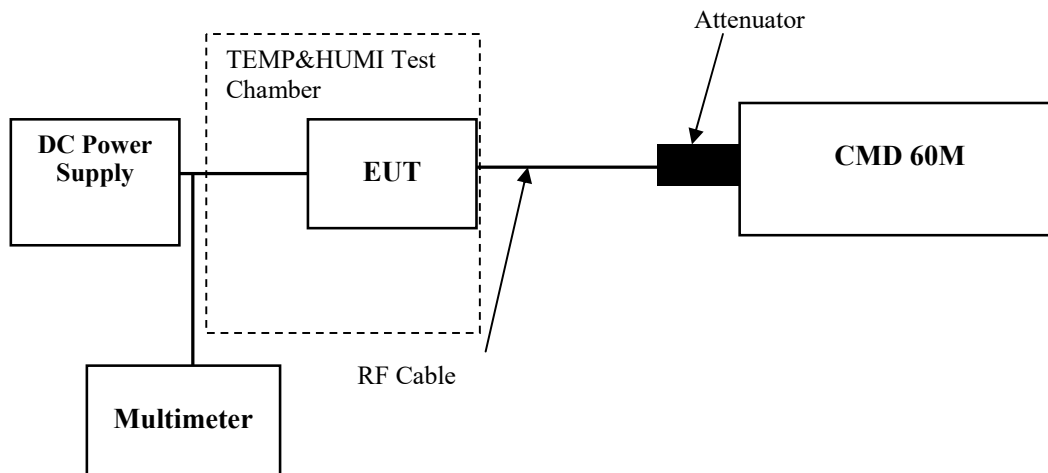 Attenuator
TEMP&HUMI Test
Chamber
DC Power
Supply
EUT
CMD 60M
RF Cable
Multimeter